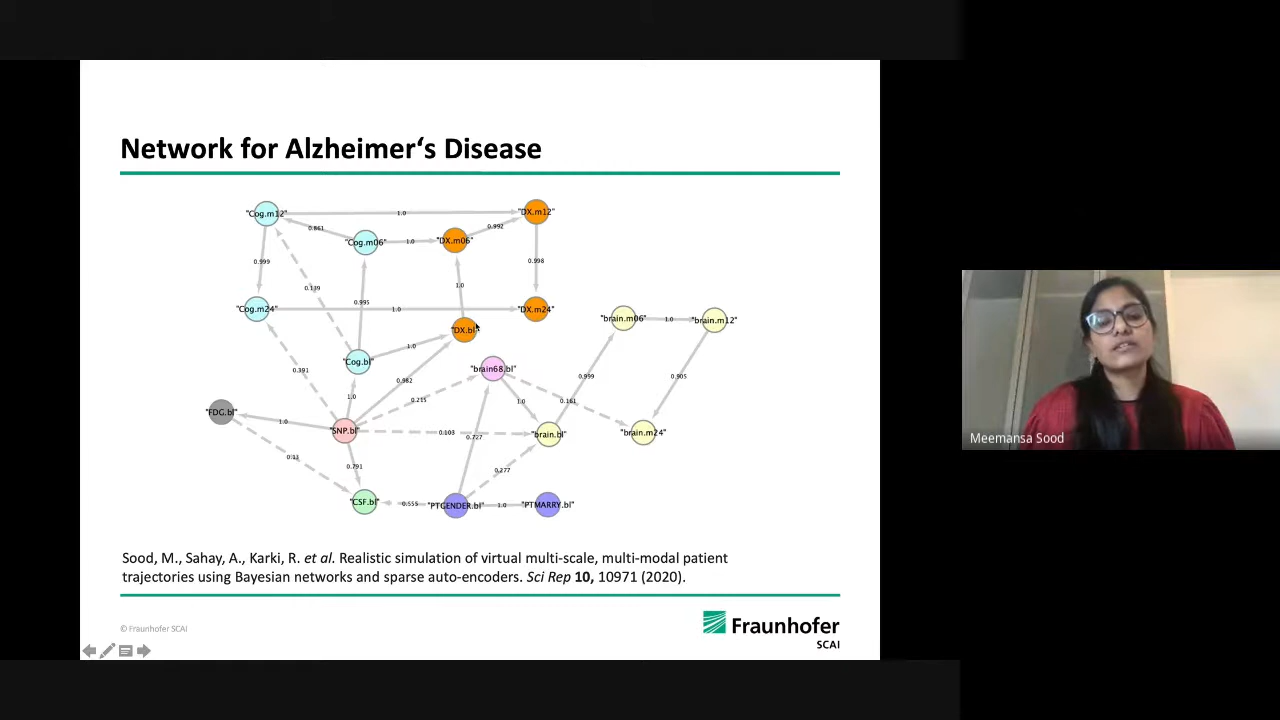 Network for Alzheimer‘s Disease
"Cog.m12"
1.0
"DX.m12"
0.861
0.992
"Cog.m06"
1.0
"DX.m06"
0.999
0.998
0.139
0.995
1.0
"Cog.m24"
1.0
"DX.m24"
"DX.bl"
"brain.m06"
1.0
"brain.m12"
1.0
"Cog.bl"
0.391
0.982
"brain68.bl"
0.999
0.905
1.0
0.215
1.0
0.161
"FDG.bl"
1.0
"SNP.bl"
0.103
0.727
"brain.bl"
"brain.m24"
0.13
0.791
0.277
"CSF.bl"
0.555
"PTGENDER.bl"
1.0
"PTMARRY.bl"
Sood, M., Sahay, A., Karki, R. et al. Realistic simulation of virtual multi-scale, multi-modal patient
trajectories using Bayesian networks and sparse auto-encoders. Sci Rep 10, 10971 (2020).
© Fraunhofer SCAI
Fraunhofer
SCAI
Meemansa Sood